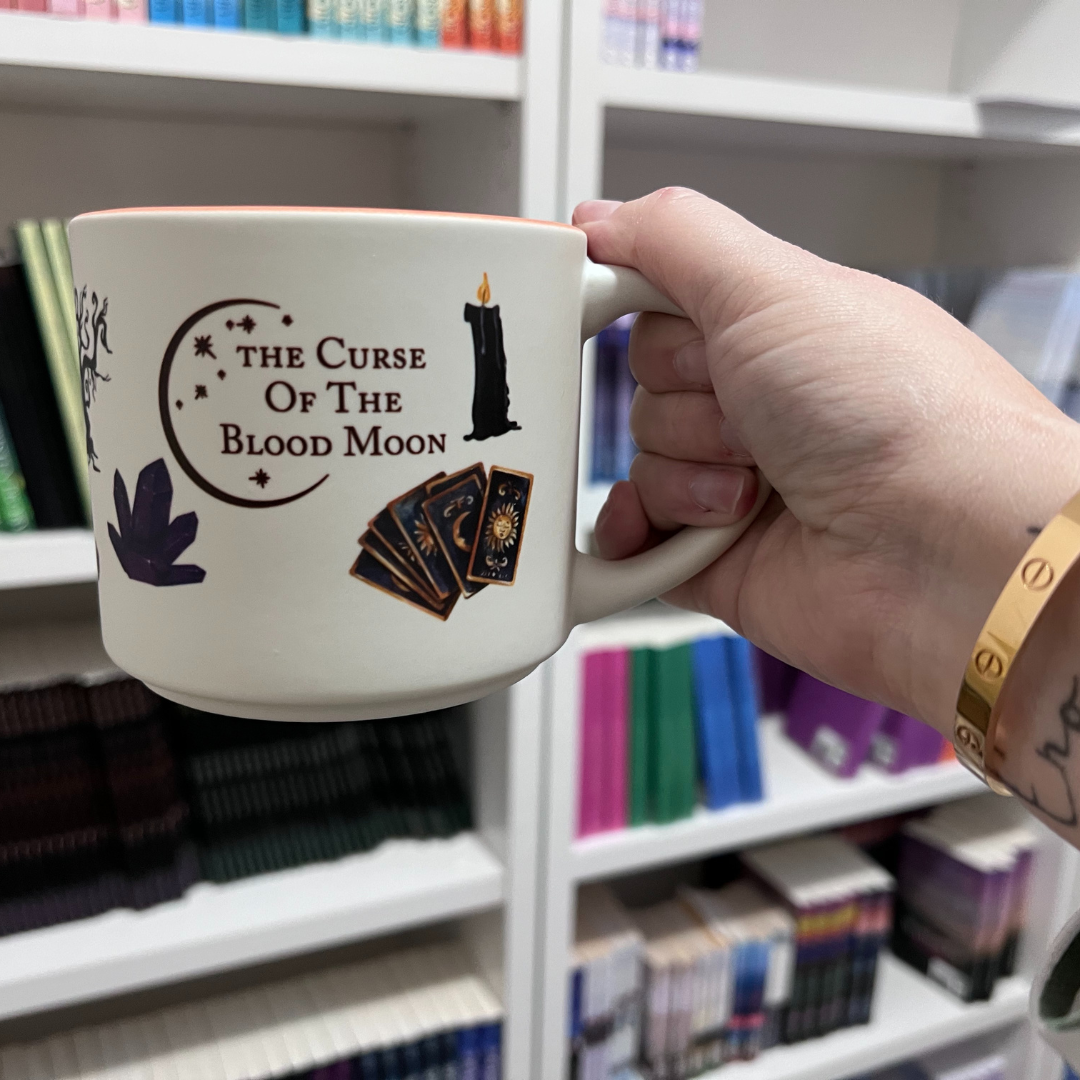 THE CURSE
OF THE
BLOOD MOON